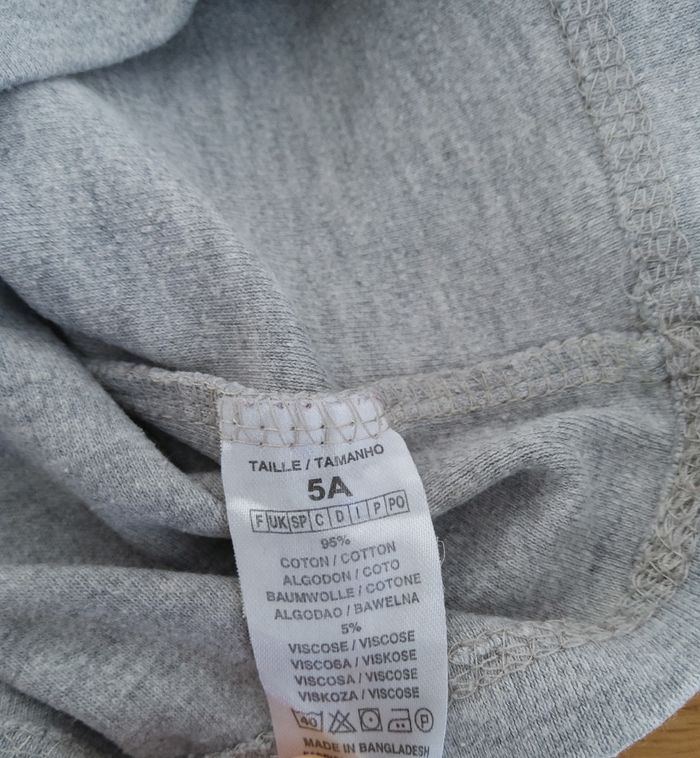 TAILLE / TAMANHO
5A
F UK SP C D I P PO
95%
COTON / COTTON
ALGODON / COTO
BAUMWOLLE / COTONE
ALGODAO / BAWELNA
5%
VISCOSE / VISCOSE
VISCOSA / VISKOSE
VISCOSA / VISCOSE
VISKOZA / VISCOSE
40 P
MADE IN BANGLADESH